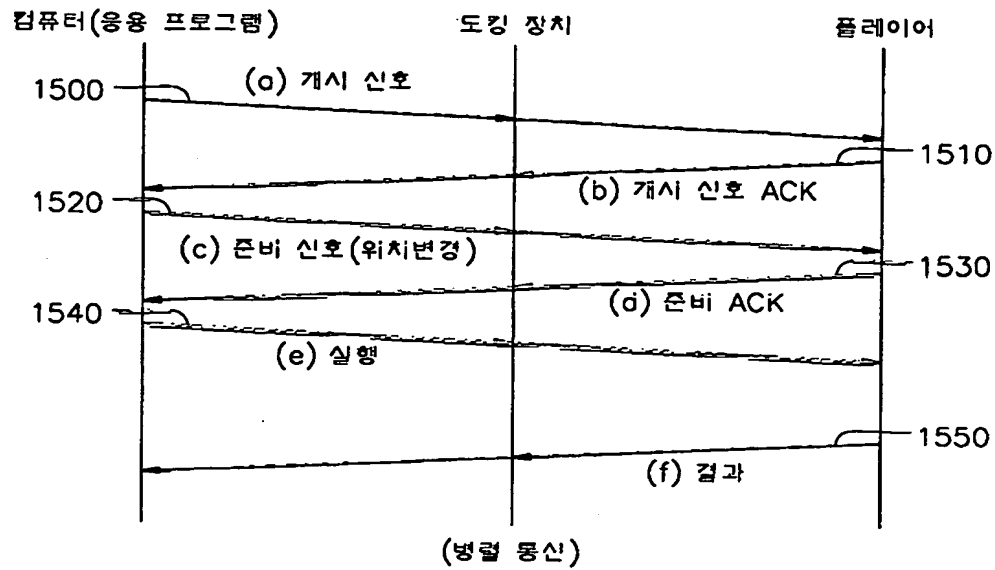 컴퓨터(응용 프로그램) 도킹 장치 플레이어
1500 (a) 개시 신호
1510
(b) 개시 신호 ACK
1520
(c) 준비 신호(위치변경)
1530
(d) 준비 ACK
1540
(e) 실행
1550
(f) 결과
(병렬 통신)